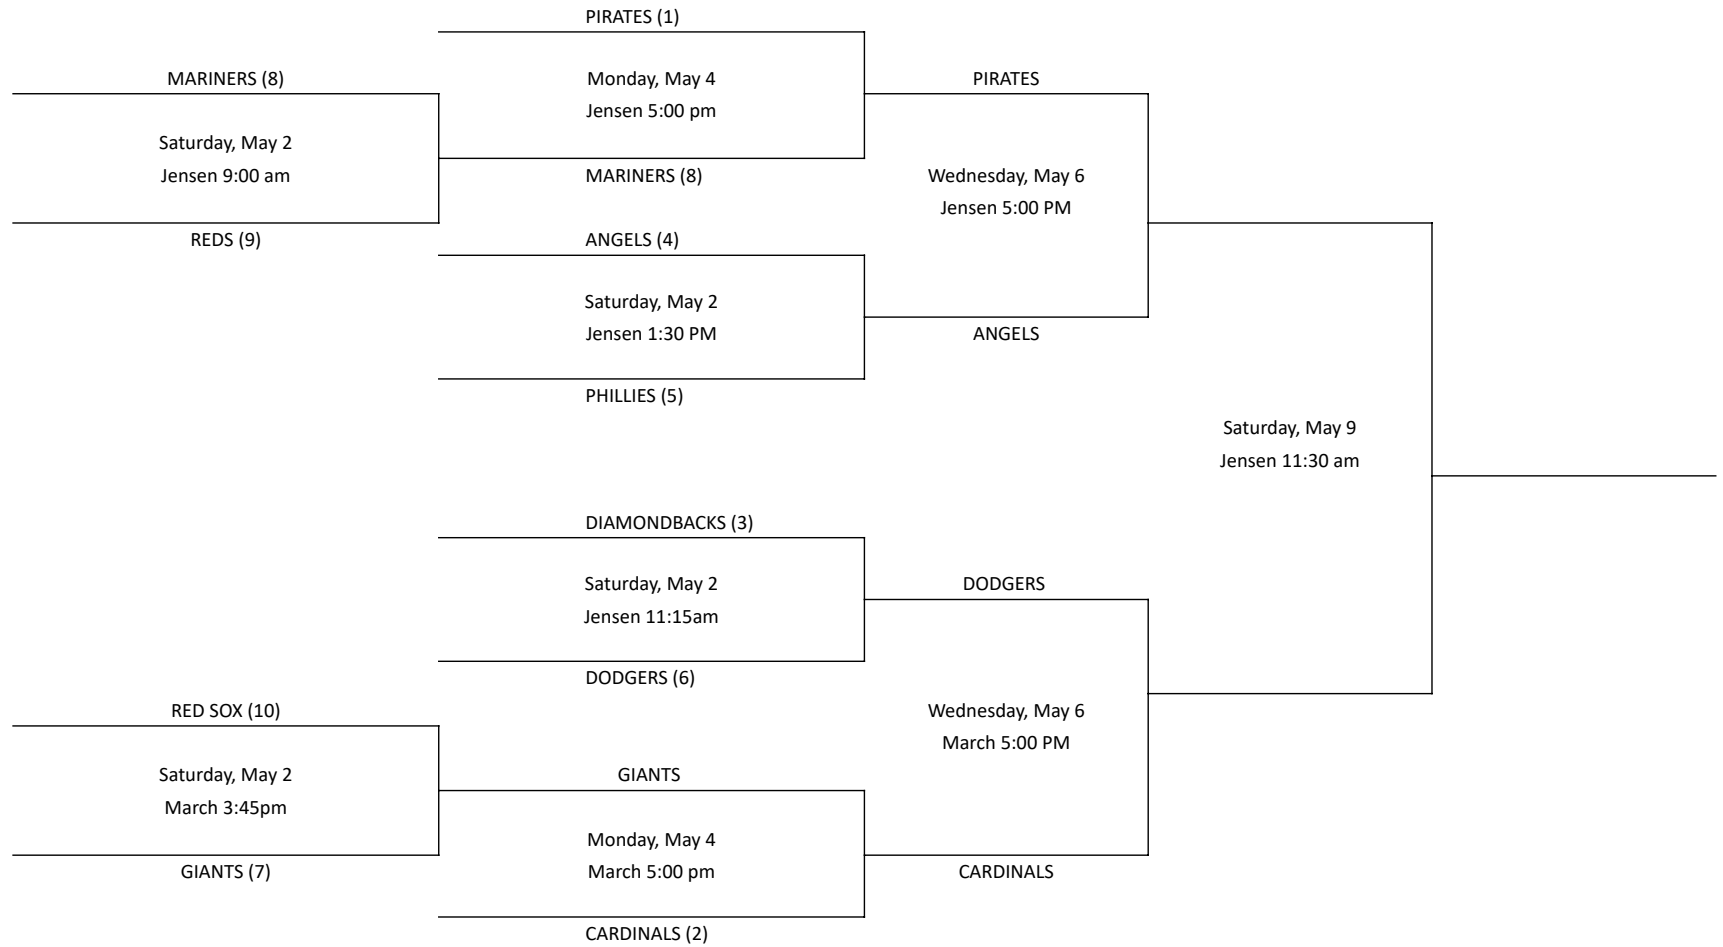 PIRATES (1)
MARINERS (8)
Monday, May 4
Jensen 5:00 pm
PIRATES
Saturday, May 2
Jensen 9:00 am
MARINERS (8)
Wednesday, May 6
Jensen 5:00 PM
REDS (9)
ANGELS (4)
Saturday, May 2
Jensen 1:30 PM
ANGELS
PHILLIES (5)
Saturday, May 9
Jensen 11:30 am
DIAMONDBACKS (3)
Saturday, May 2
Jensen 11:15am
DODGERS
DODGERS (6)
RED SOX (10)
Wednesday, May 6
March 5:00 PM
Saturday, May 2
March 3:45pm
GIANTS
Monday, May 4
March 5:00 pm
GIANTS (7)
CARDINALS
CARDINALS (2)